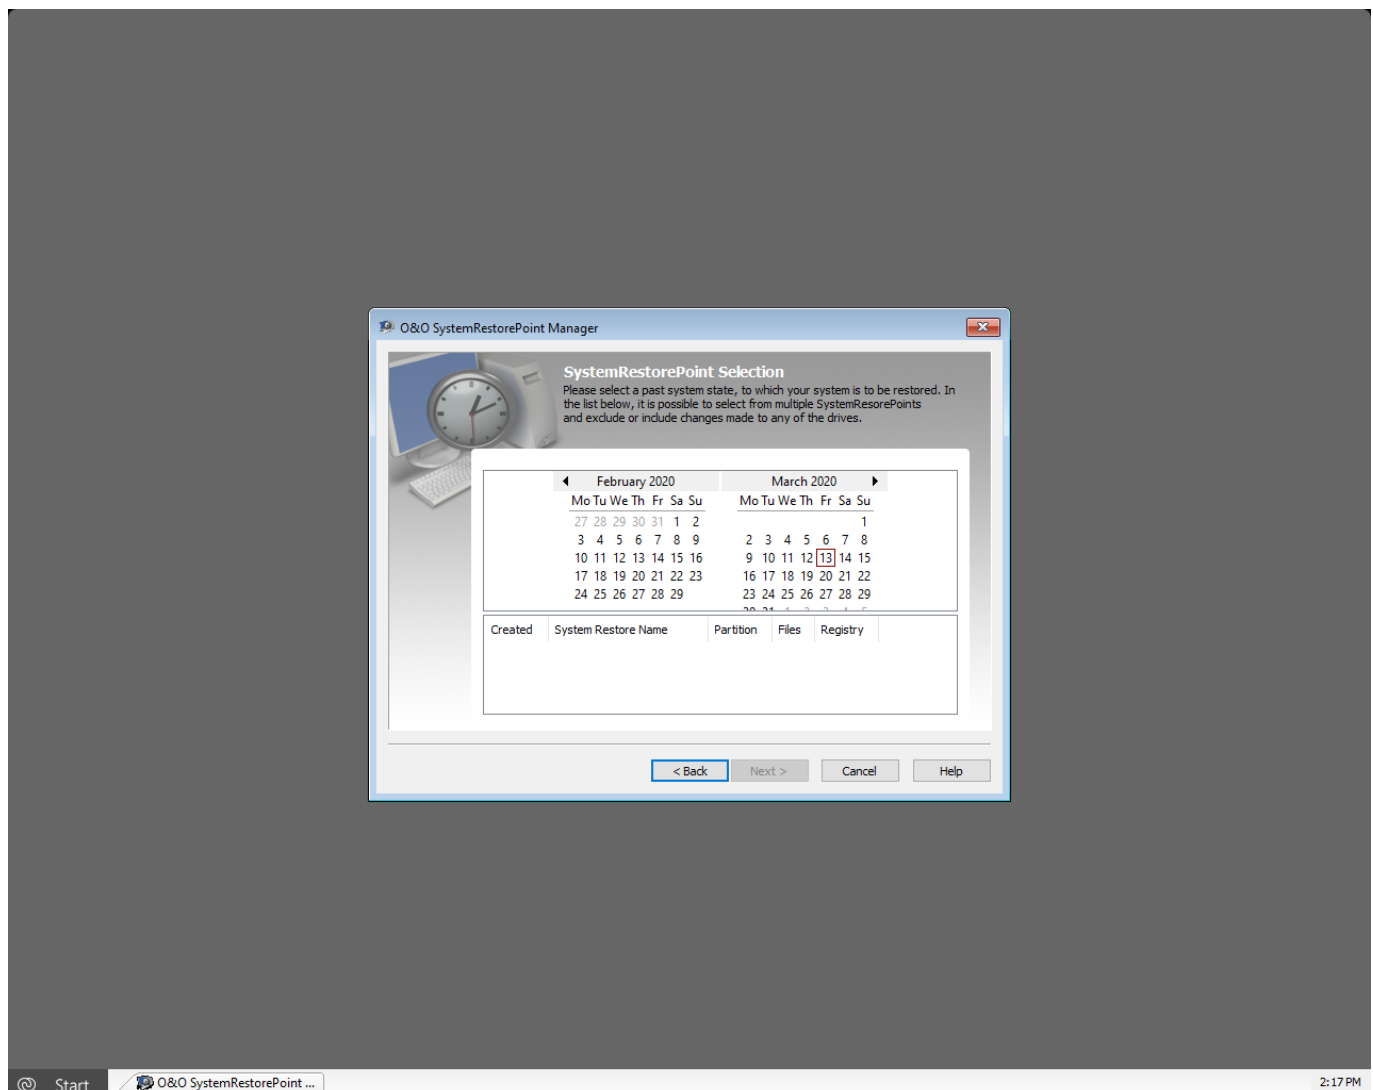 O&O SystemRestorePoint Manager
SystemRestorePoint Selection
Please select a past system state, to which your system is to be restored. In
the list below, it is possible to select from multiple SystemResorePoints
and exclude or include changes made to any of the drives.
February 2020
Mo Tu We Th Fr Sa Su
27 28 29 30 31 1 2
3 4 5 6 7 8 9
10 11 12 13 14 15 16
17 18 19 20 21 22 23
24 25 26 27 28 29
March 2020
Mo Tu We Th Fr Sa Su
1
2 3 4 5 6 7 8
9 10 11 12 13 14 15
16 17 18 19 20 21 22
23 24 25 26 27 28 29
30 31 1 2 3 4 5
Created System Restore Name Partition Files Registry
< Back Next > Cancel Help
Start O&O SystemRestorePoint ... 2:17 PM